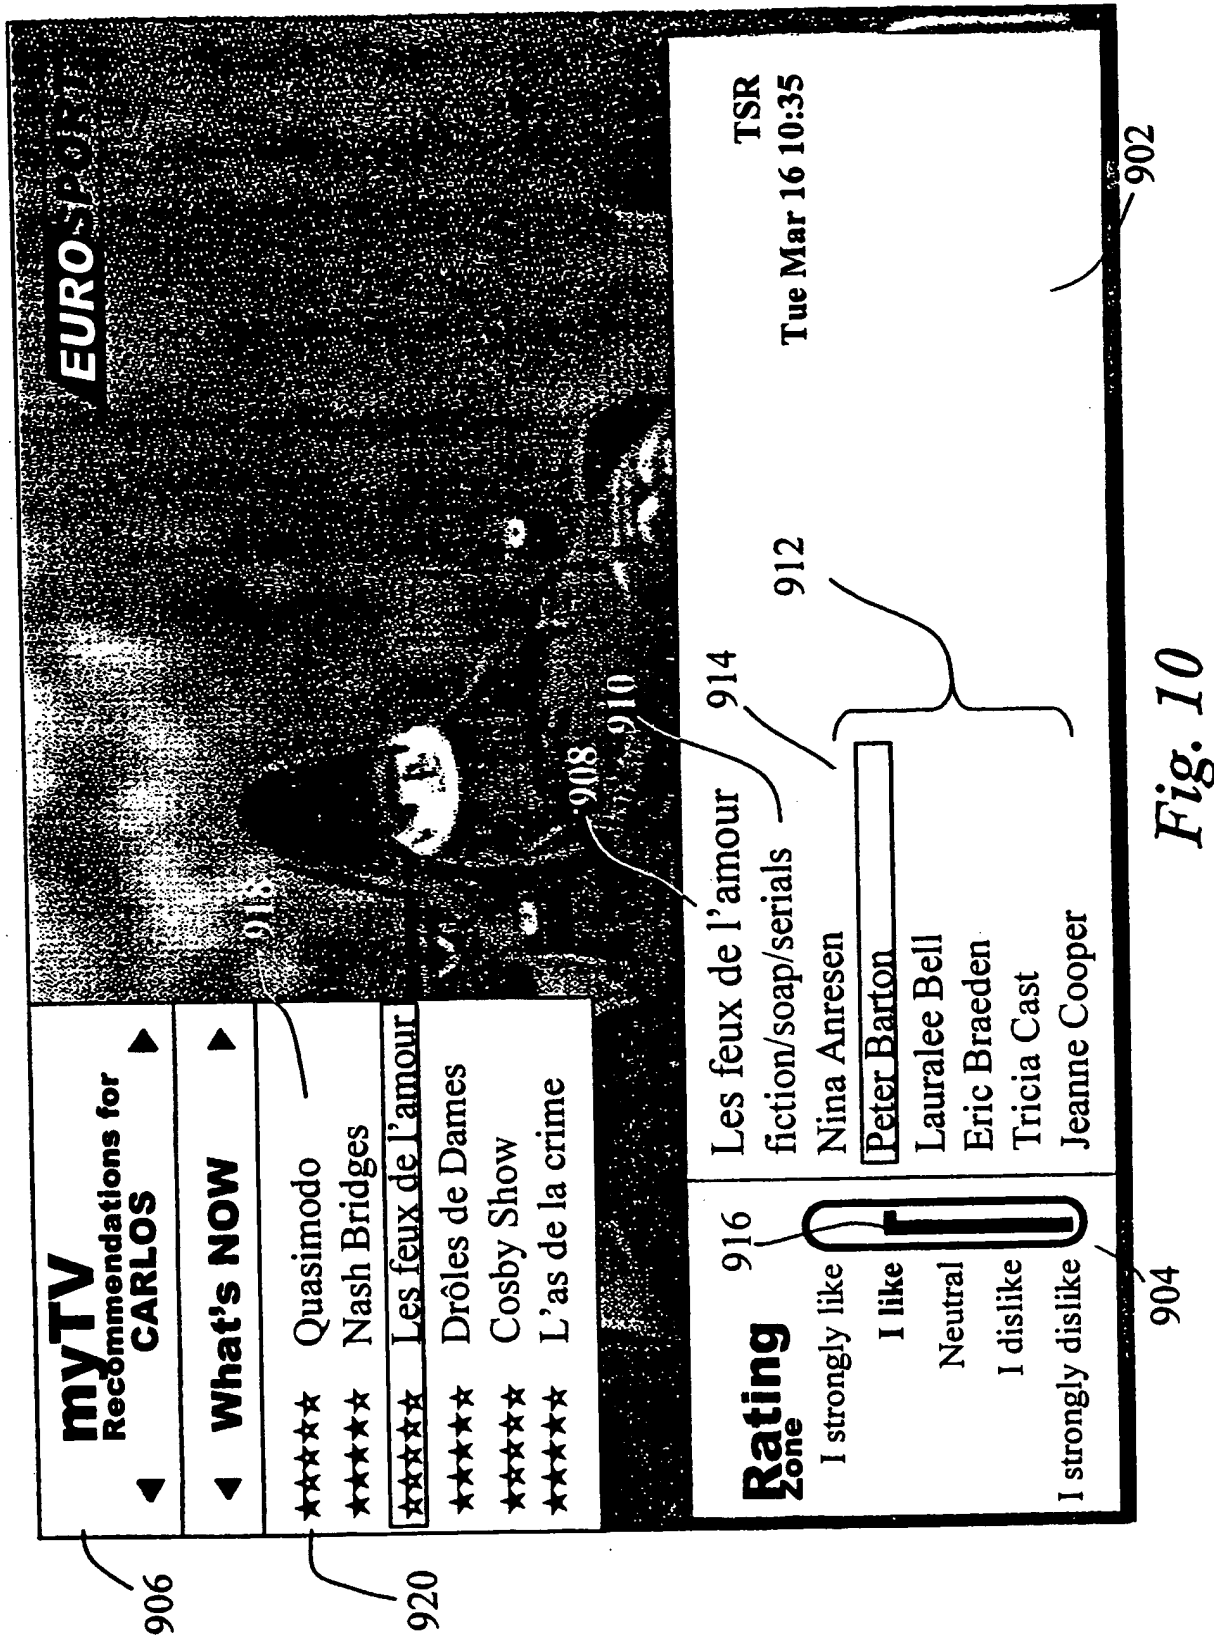 906
myTV
Recommendations for
CARLOS
EUROSPORT
What's NOW
918
920
★★★★★ Quasimodo
★★★★★ Nash Bridges
★★★★★ Les feux de l'amour
★★★★★ Drôles de Dames
★★★★★ Cosby Show
★★★★★ L'as de la crime
908
910
Rating
Zone
916
I strongly like
I like
Neutral
I dislike
I strongly dislike
904
Les feux de l'amour
fiction/soap/serials
914
912
Nina Anresen
Peter Barton
Lauralee Bell
Eric Braeden
Tricia Cast
Jeanne Cooper
TSR
Tue Mar 16 10:35
902
Fig. 10